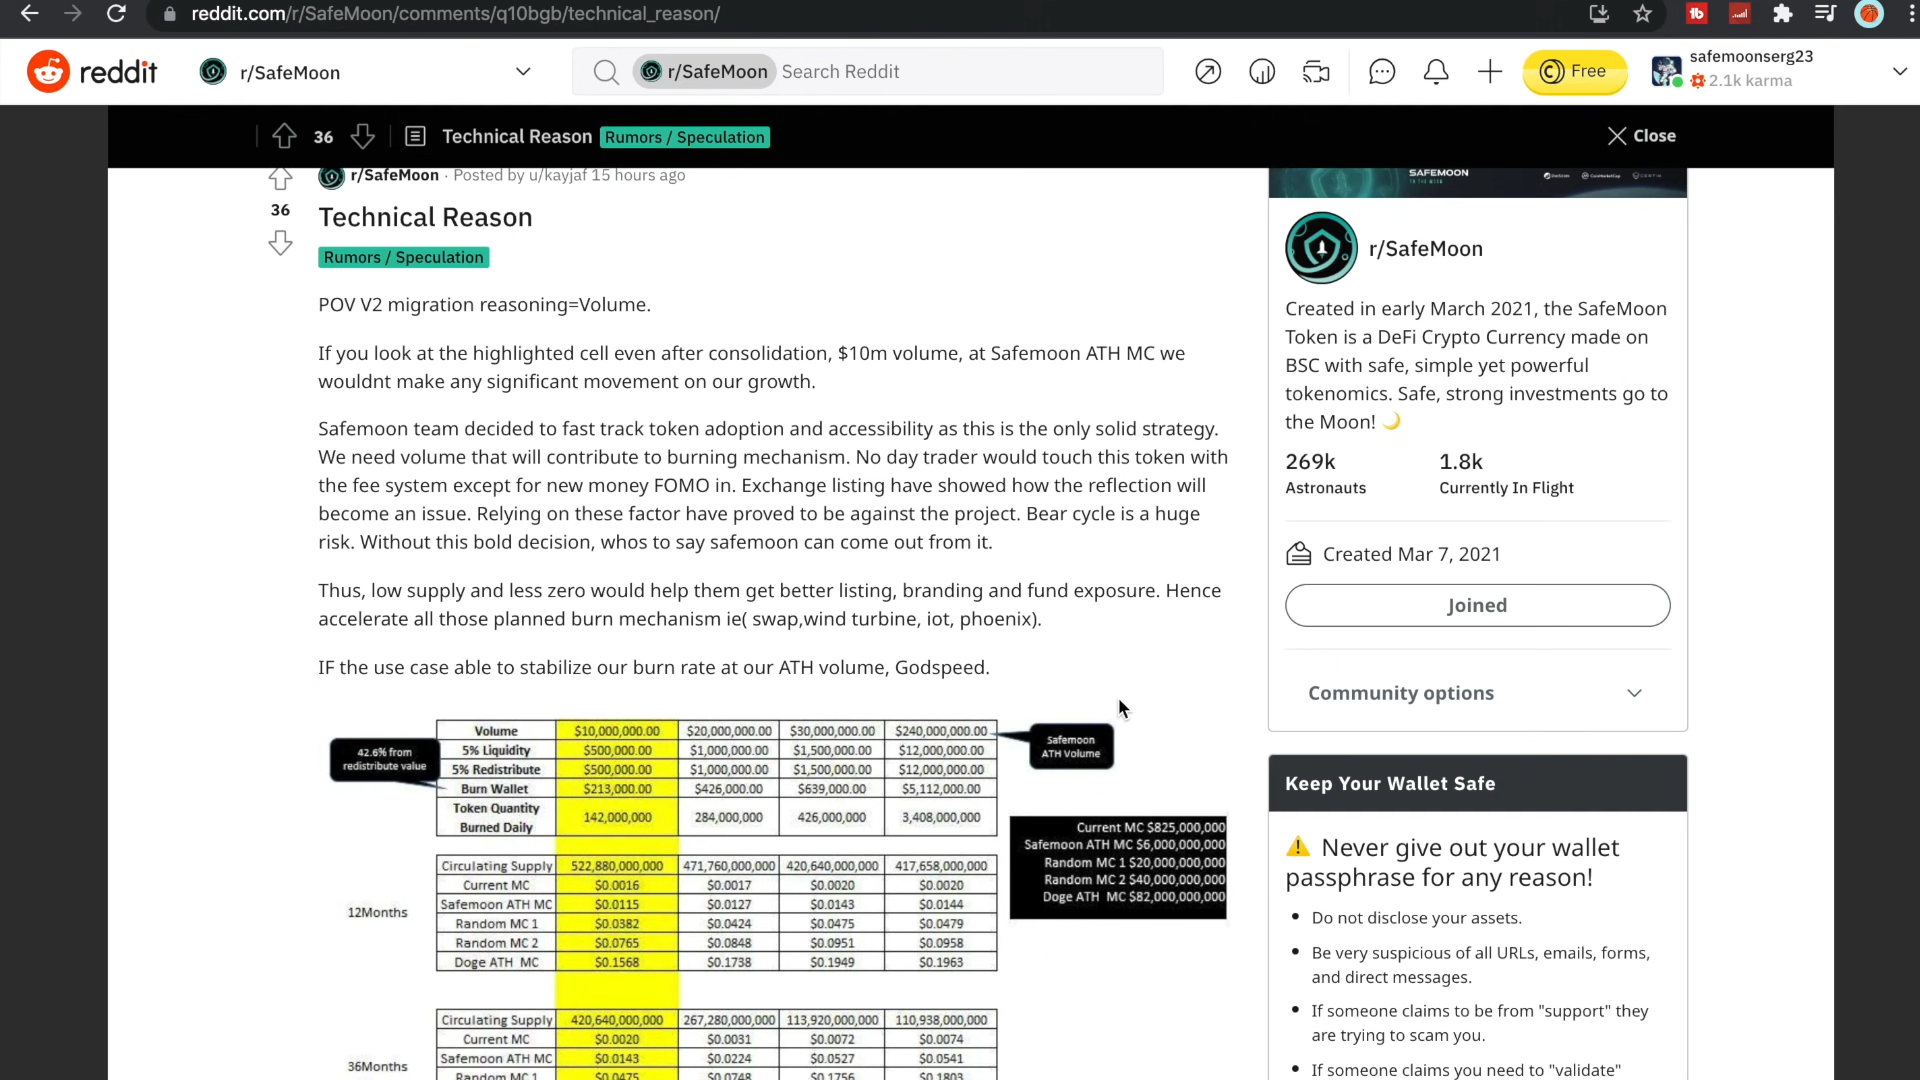 reddit.com/r/SafeMoon/comments/q10bgb/technical_reason/
reddit
r/SafeMoon
r/SafeMoon Search Reddit
Free
safemoonserg23
2.1k karma
36 Technical Reason Rumors / Speculation
Close
r/SafeMoon · Posted by u/kayjaf 15 hours ago
36
Technical Reason
Rumors / Speculation
POV V2 migration reasoning=Volume.
If you look at the highlighted cell even after consolidation, $10m volume, at Safemoon ATH MC we
wouldnt make any significant movement on our growth.
Safemoon team decided to fast track token adoption and accessibility as this is the only solid strategy.
We need volume that will contribute to burning mechanism. No day trader would touch this token with
the fee system except for new money FOMO in. Exchange listing have showed how the reflection will
become an issue. Relying on these factor have proved to be against the project. Bear cycle is a huge
risk. Without this bold decision, whos to say safemoon can come out from it.
Thus, low supply and less zero would help them get better listing, branding and fund exposure. Hence
accelerate all those planned burn mechanism ie( swap,wind turbine, iot, phoenix).
IF the use case able to stabilize our burn rate at our ATH volume, Godspeed.
42.6% from
redistribute value
Volume $10,000,000.00 $20,000,000.00 $30,000,000.00 $240,000,000.00
5% Liquidity $500,000.00 $1,000,000.00 $1,500,000.00 $12,000,000.00
5% Redistribute $500,000.00 $1,000,000.00 $1,500,000.00 $12,000,000.00
Burn Wallet $213,000.00 $426,000.00 $639,000.00 $5,112,000.00
Token Quantity
Burned Daily 142,000,000 284,000,000 426,000,000 3,408,000,000
Safemoon
ATH Volume
Current MC $825,000,000
Safemoon ATH MC $6,000,000,000
Random MC 1 $20,000,000,000
Random MC 2 $40,000,000,000
Doge ATH MC $82,000,000,000
12Months
Circulating Supply 522,880,000,000 471,760,000,000 420,640,000,000 417,658,000,000
Current MC $0.0016 $0.0017 $0.0020 $0.0020
Safemoon ATH MC $0.0115 $0.0127 $0.0143 $0.0144
Random MC 1 $0.0382 $0.0424 $0.0475 $0.0479
Random MC 2 $0.0765 $0.0848 $0.0951 $0.0958
Doge ATH MC $0.1568 $0.1738 $0.1949 $0.1963
36Months
Circulating Supply 420,640,000,000 267,280,000,000 113,920,000,000 110,938,000,000
Current MC $0.0020 $0.0031 $0.0072 $0.0074
Safemoon ATH MC $0.0143 $0.0224 $0.0527 $0.0541
Random MC 1 $0.0475 $0.0748 $0.1756 $0.1803
SAFEMOON
r/SafeMoon
Created in early March 2021, the SafeMoon
Token is a DeFi Crypto Currency made on
BSC with safe, simple yet powerful
tokenomics. Safe, strong investments go to
the Moon! 🌙
269k 1.8k
Astronauts Currently In Flight
Created Mar 7, 2021
Joined
Community options
Keep Your Wallet Safe
⚠️ Never give out your wallet
passphrase for any reason!
• Do not disclose your assets.
• Be very suspicious of all URLs, emails, forms,
and direct messages.
• If someone claims to be from "support" they
are trying to scam you.
• If someone claims you need to "validate"